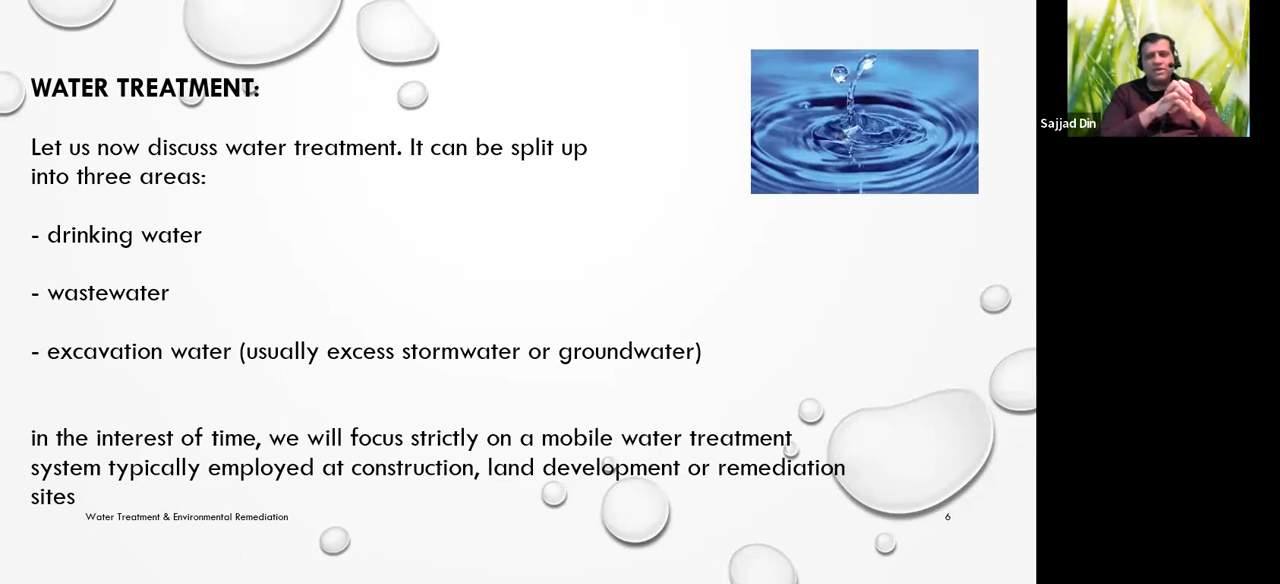 WATER TREATMENT:
Let us now discuss water treatment. It can be split up
into three areas:
- drinking water
- wastewater
- excavation water (usually excess stormwater or groundwater)
in the interest of time, we will focus strictly on a mobile water treatment
system typically employed at construction, land development or remediation
sites
Water Treatment & Environmental Remediation
6
Sajjad Din